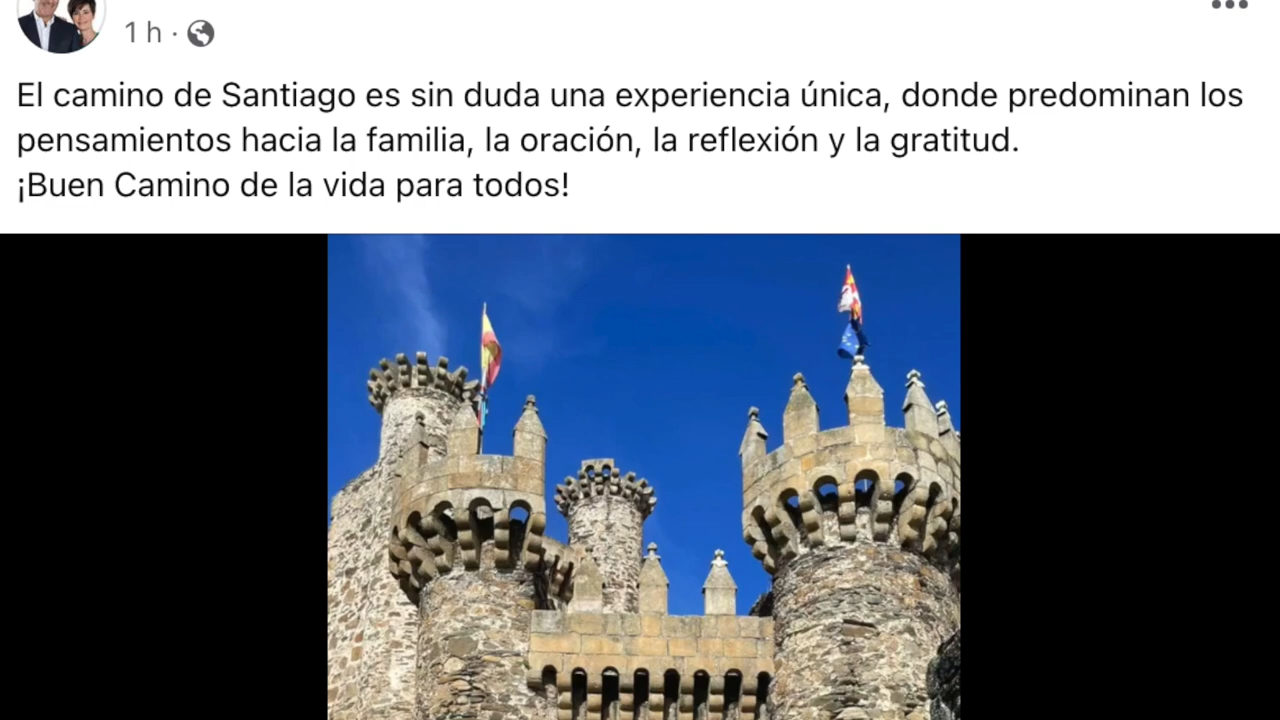 1 h ·
El camino de Santiago es sin duda una experiencia única, donde predominan los
pensamientos hacia la familia, la oración, la reflexión y la gratitud.
¡Buen Camino de la vida para todos!